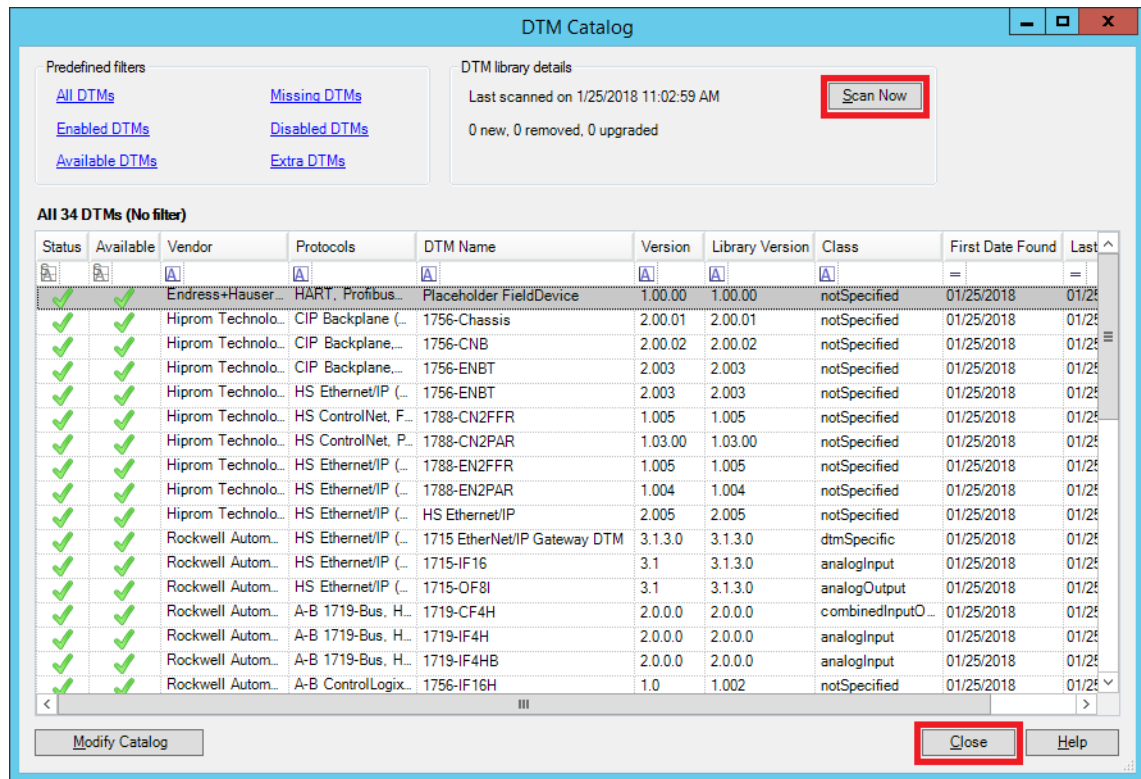 DTM Catalog
Predefined filters
All DTMs Missing DTMs
Enabled DTMs Disabled DTMs
Available DTMs Extra DTMs
DTM library details
Last scanned on 1/25/2018 11:02:59 AM Scan Now
0 new, 0 removed, 0 upgraded
All 34 DTMs (No filter)
Status Available Vendor Protocols DTM Name Version Library Version Class First Date Found Last
A A A A A A = =
Endress+Hauser... HART, Profibus... Placeholder FieldDevice 1.00.00 1.00.00 notSpecified 01/25/2018 01/25
Hiprom Technolo... CIP Backplane (... 1756-Chassis 2.00.01 2.00.01 notSpecified 01/25/2018 01/25
Hiprom Technolo... CIP Backplane,... 1756-CNB 2.00.02 2.00.02 notSpecified 01/25/2018 01/25
Hiprom Technolo... CIP Backplane,... 1756-ENBT 2.003 2.003 notSpecified 01/25/2018 01/25
Hiprom Technolo... HS Ethernet/IP (... 1756-ENBT 2.003 2.003 notSpecified 01/25/2018 01/25
Hiprom Technolo... HS ControlNet, F... 1788-CN2FFR 1.005 1.005 notSpecified 01/25/2018 01/25
Hiprom Technolo... HS ControlNet, P... 1788-CN2PAR 1.03.00 1.03.00 notSpecified 01/25/2018 01/25
Hiprom Technolo... HS Ethernet/IP (... 1788-EN2FFR 1.005 1.005 notSpecified 01/25/2018 01/25
Hiprom Technolo... HS Ethernet/IP (... 1788-EN2PAR 1.004 1.004 notSpecified 01/25/2018 01/25
Hiprom Technolo... HS Ethernet/IP (... HS Ethernet/IP 2.005 2.005 notSpecified 01/25/2018 01/25
Rockwell Autom... HS Ethernet/IP (... 1715 EtherNet/IP Gateway DTM 3.1.3.0 3.1.3.0 dtmSpecific 01/25/2018 01/25
Rockwell Autom... HS Ethernet/IP (... 1715-IF16 3.1 3.1.3.0 analogInput 01/25/2018 01/25
Rockwell Autom... HS Ethernet/IP (... 1715-OF8I 3.1 3.1.3.0 analogOutput 01/25/2018 01/25
Rockwell Autom... A-B 1719-Bus, H... 1719-CF4H 2.0.0.0 2.0.0.0 combinedInputO... 01/25/2018 01/25
Rockwell Autom... A-B 1719-Bus, H... 1719-IF4H 2.0.0.0 2.0.0.0 analogInput 01/25/2018 01/25
Rockwell Autom... A-B 1719-Bus, H... 1719-IF4HB 2.0.0.0 2.0.0.0 analogInput 01/25/2018 01/25
Rockwell Autom... A-B ControlLogix... 1756-IF16H 1.0 1.002 notSpecified 01/25/2018 01/25
Modify Catalog Close Help